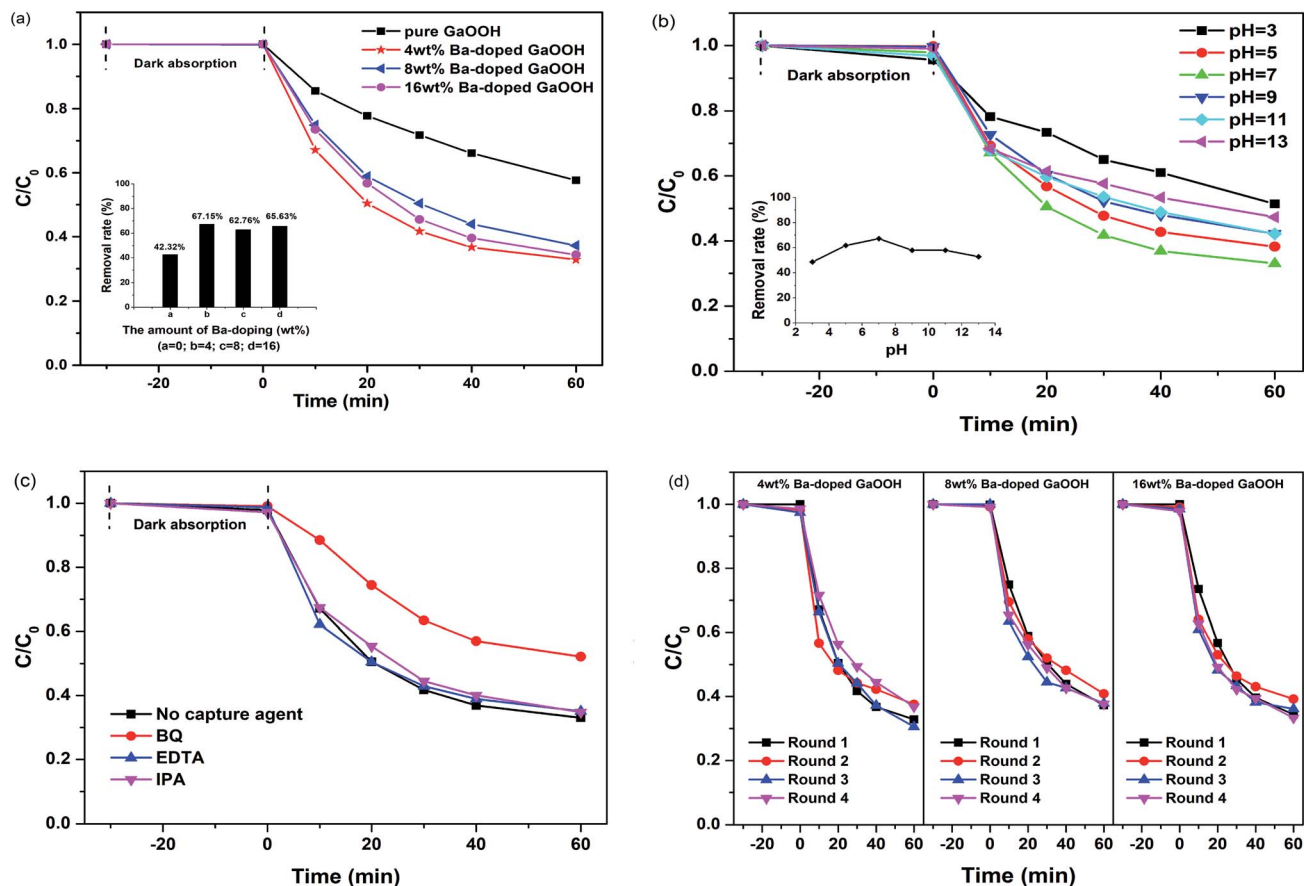 (a)
pure GaOOH
4wt% Ba-doped GaOOH
8wt% Ba-doped GaOOH
16wt% Ba-doped GaOOH
Dark absorption
C/C0
1.0
0.8
0.6
0.4
0.2
0.0
Removal rate (%)
100
80
60
40
20
0
42.32%
67.15%
62.76%
65.63%
a b c d
The amount of Ba-doping (wt%)
(a=0; b=4; c=8; d=16)
-20 0 20 40 60
Time (min)
(b)
pH=3
pH=5
pH=7
pH=9
pH=11
pH=13
Dark absorption
C/C0
1.0
0.8
0.6
0.4
0.2
0.0
Removal rate (%)
100
80
60
40
20
0
2 4 6 8 10 12 14
pH
-20 0 20 40 60
Time (min)
(c)
Dark absorption
C/C0
1.0
0.8
0.6
0.4
0.2
0.0
No capture agent
BQ
EDTA
IPA
-20 0 20 40 60
Time (min)
(d)
4wt% Ba-doped GaOOH 8wt% Ba-doped GaOOH 16wt% Ba-doped GaOOH
C/C0
1.0
0.8
0.6
0.4
0.2
0.0
Round 1 Round 1 Round 1
Round 2 Round 2 Round 2
Round 3 Round 3 Round 3
Round 4 Round 4 Round 4
-20 0 20 40 60 -20 0 20 40 60 -20 0 20 40 60
Time (min)